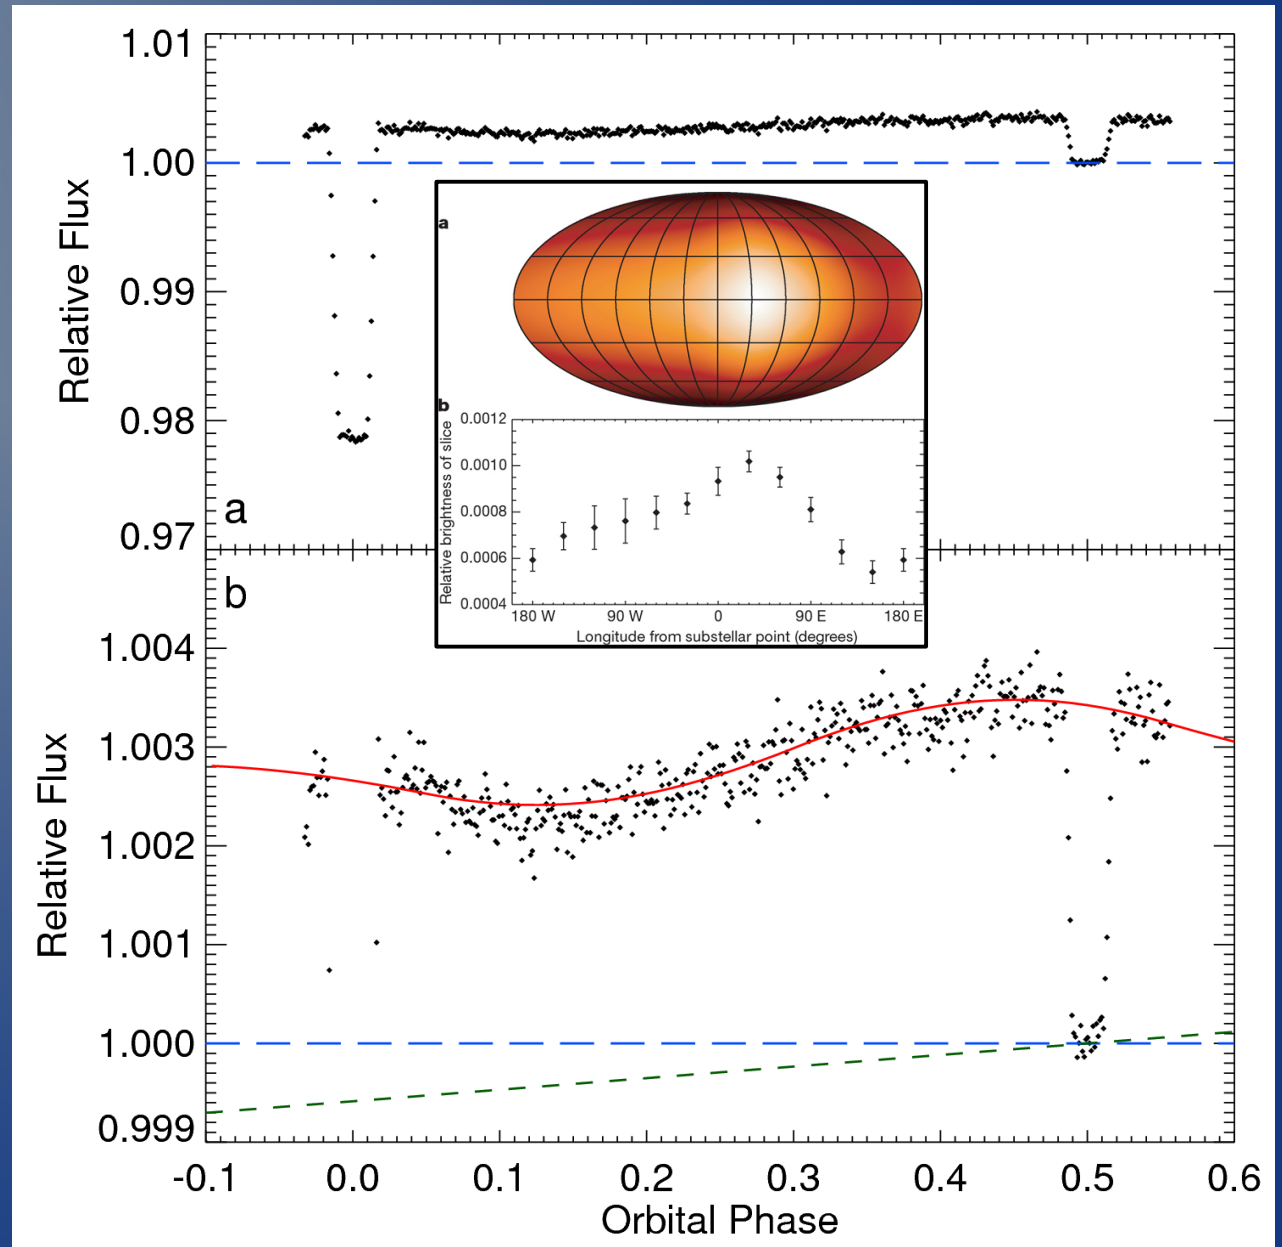 1.01
1.00
0.99
0.98
0.97
Relative Flux
a
a
b
0.0012
0.0010
0.0008
0.0006
0.0004
Relative brightness of slice
180 W 90 W 0 90 E 180 E
Longitude from substellar point (degrees)
b
1.004
1.003
1.002
1.001
1.000
0.999
Relative Flux
-0.1 0.0 0.1 0.2 0.3 0.4 0.5 0.6
Orbital Phase